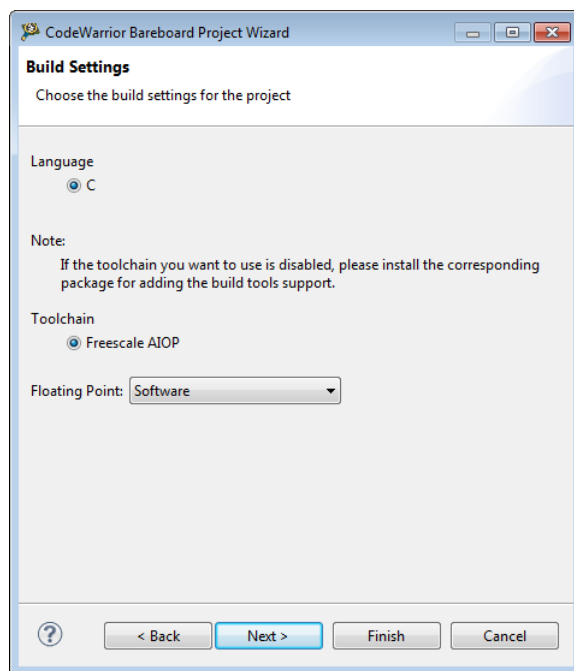 CodeWarrior Bareboard Project Wizard
Build Settings
Choose the build settings for the project
Language
C
Note:
If the toolchain you want to use is disabled, please install the corresponding
package for adding the build tools support.
Toolchain
Freescale AIOP
Floating Point: Software
? < Back Next > Finish Cancel